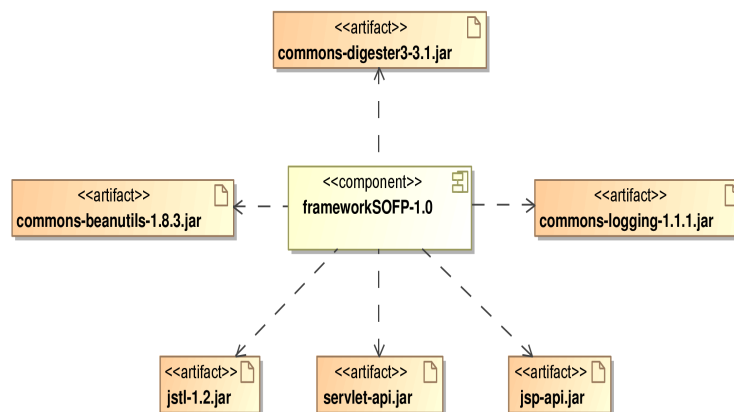 <<artifact>>
commons-digester3-3.1.jar
<<component>>
frameworkSOFP-1.0
<<artifact>>
commons-beanutils-1.8.3.jar
<<artifact>>
commons-logging-1.1.1.jar
<<artifact>>
jstl-1.2.jar
<<artifact>>
servlet-api.jar
<<artifact>>
jsp-api.jar